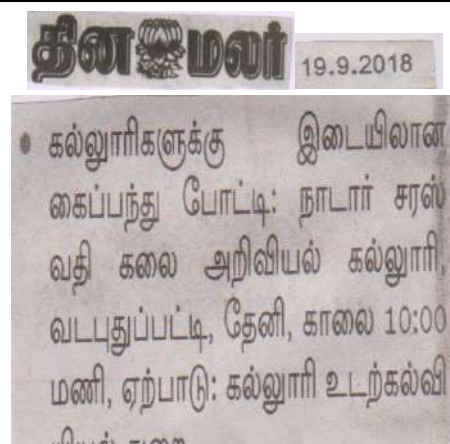 தின மலர்
19.9.2018
• கல்லூரிகளுக்கு இடையிலான
கைப்பந்து போட்டி: நாடார் சரஸ்
வதி கலை அறிவியல் கல்லூரி,
வடபுதுப்பட்டி, தேனி, காலை 10:00
மணி, ஏற்பாடு: கல்லூரி உடற்கல்வி